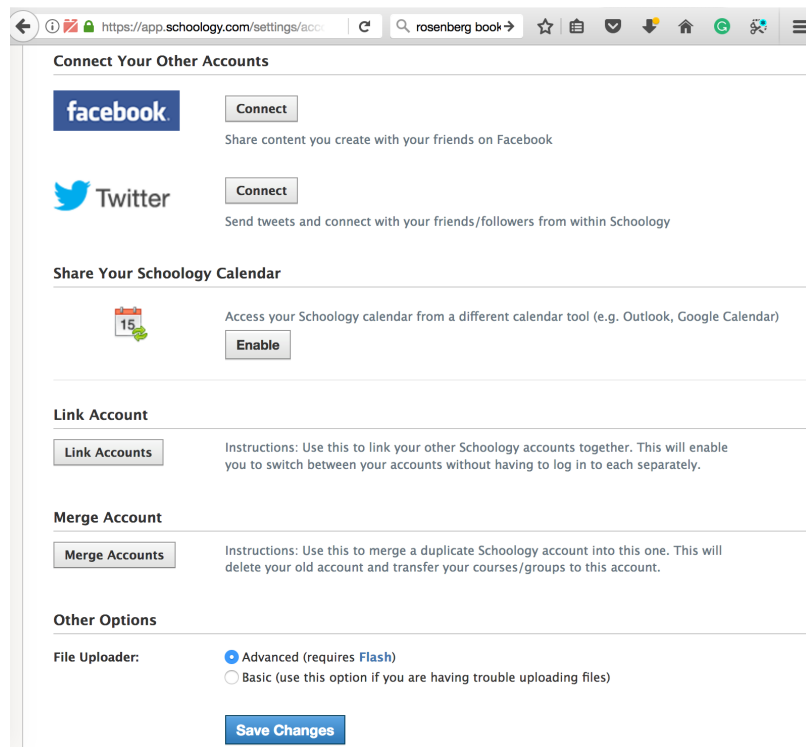 https://app.schoology.com/settings/acc
rosenberg book
Connect Your Other Accounts
facebook.
Connect
Share content you create with your friends on Facebook
Twitter
Connect
Send tweets and connect with your friends/followers from within Schoology
Share Your Schoology Calendar
15
Access your Schoology calendar from a different calendar tool (e.g. Outlook, Google Calendar)
Enable
Link Account
Link Accounts
Instructions: Use this to link your other Schoology accounts together. This will enable
you to switch between your accounts without having to log in to each separately.
Merge Account
Merge Accounts
Instructions: Use this to merge a duplicate Schoology account into this one. This will
delete your old account and transfer your courses/groups to this account.
Other Options
File Uploader:
Advanced (requires Flash)
Basic (use this option if you are having trouble uploading files)
Save Changes